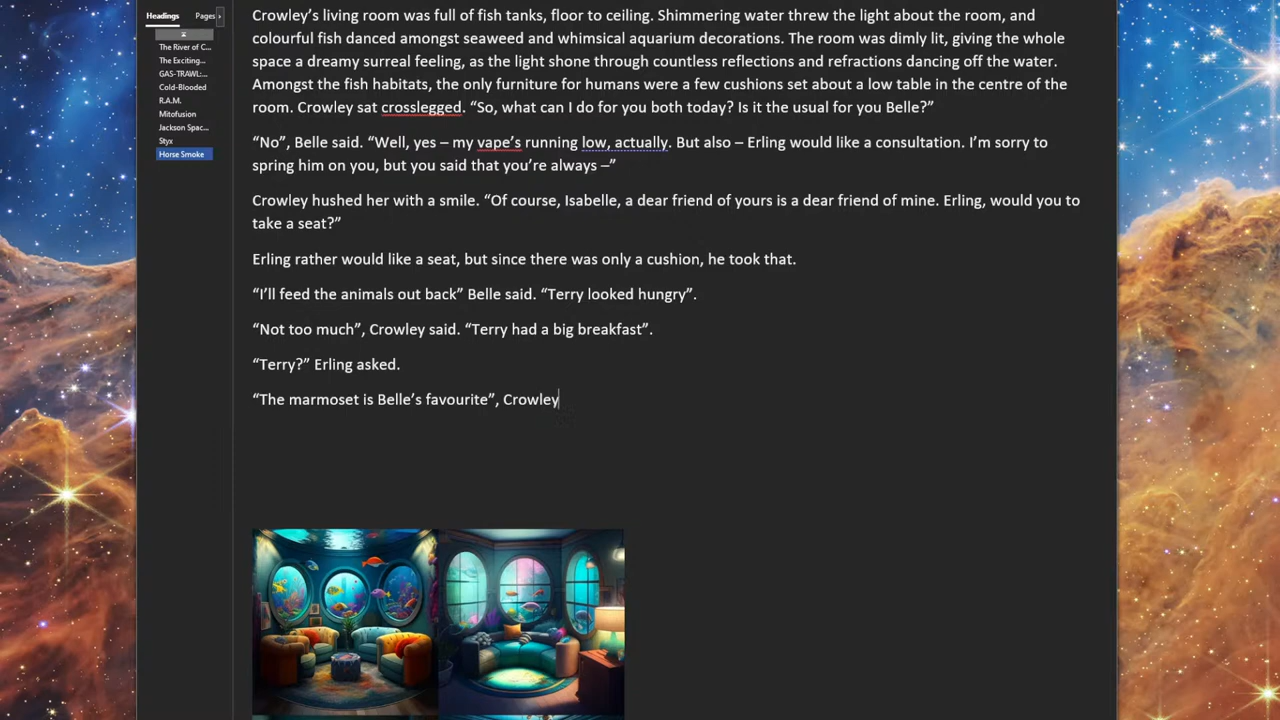 Headings
Pages
The River of C...
The Exciting...
GAS-TRAWL:...
Cold-Blooded
R.A.M.
Mitofusion
Jackson Spac...
Styx
Horse Smoke
Crowley’s living room was full of fish tanks, floor to ceiling. Shimmering water threw the light about the room, and
colourful fish danced amongst seaweed and whimsical aquarium decorations. The room was dimly lit, giving the whole
space a dreamy surreal feeling, as the light shone through countless reflections and refractions dancing off the water.
Amongst the fish habitats, the only furniture for humans were a few cushions set about a low table in the centre of the
room. Crowley sat crosslegged. “So, what can I do for you both today? Is it the usual for you Belle?”
“No”, Belle said. “Well, yes – my vape’s running low, actually. But also – Erling would like a consultation. I’m sorry to
spring him on you, but you said that you’re always –”
Crowley hushed her with a smile. “Of course, Isabelle, a dear friend of yours is a dear friend of mine. Erling, would you to
take a seat?”
Erling rather would like a seat, but since there was only a cushion, he took that.
“I’ll feed the animals out back” Belle said. “Terry looked hungry”.
“Not too much”, Crowley said. “Terry had a big breakfast”.
“Terry?” Erling asked.
“The marmoset is Belle’s favourite”, Crowley